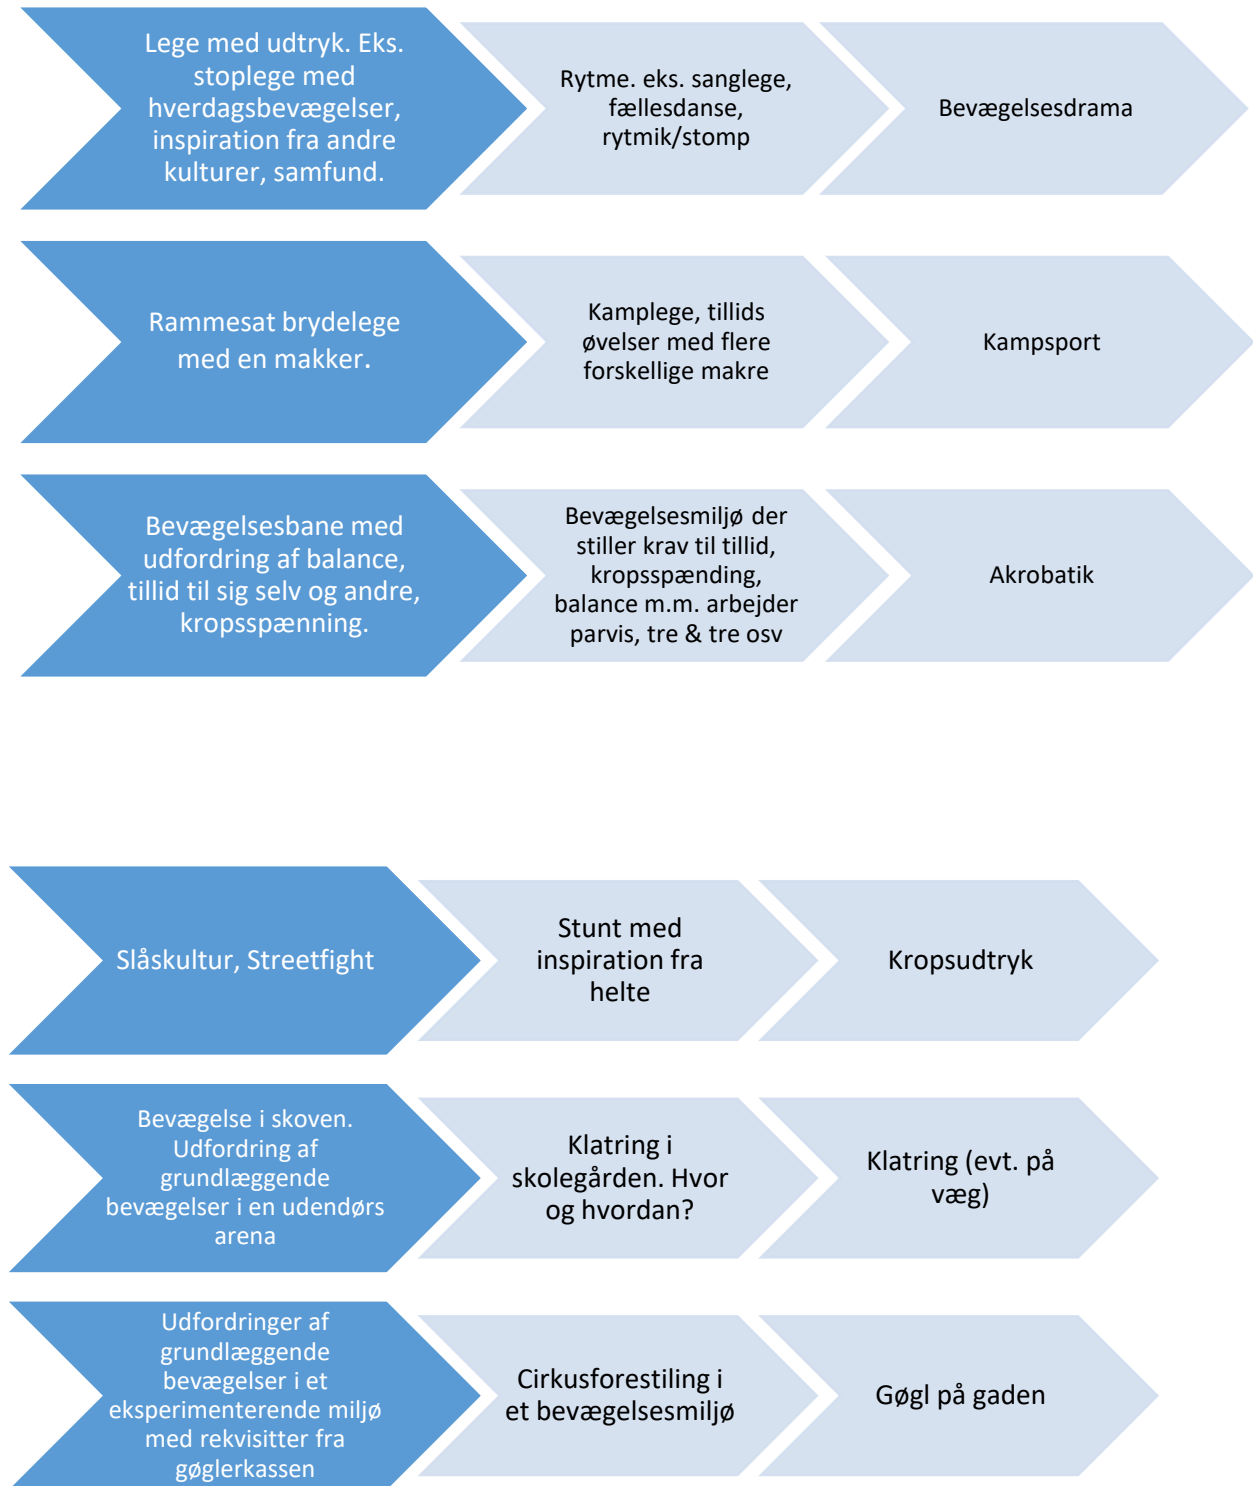 Lege med udtryk. Eks.
stoplege med
hverdagsbevægelser,
inspiration fra andre
kulturer, samfund.
Rytme. eks. sanglege,
fællesdanse,
rytmik/stomp
Bevægelsesdrama
Rammesat brydelege
med en makker.
Kamplege, tillids
øvelser med flere
forskellige makre
Kampsport
Bevægelsesbane med
udfordring af balance,
tillid til sig selv og andre,
kropsspænning.
Bevægelsesmiljø der
stiller krav til tillid,
kropsspænding,
balance m.m. arbejder
parvis, tre & tre osv
Akrobatik
Slåskultur, Streetfight
Stunt med
inspiration fra
helte
Kropsudtryk
Bevægelse i skoven.
Udfordring af
grundlæggende
bevægelser i en udendørs
arena
Klatring i
skolegården. Hvor
og hvordan?
Klatring (evt. på
væg)
Udfordringer af
grundlæggende
bevægelser i et
eksperimenterende miljø
med rekvisitter fra
gøglerkassen
Cirkusforestiling i
et bevægelsesmiljø
Gøgl på gaden